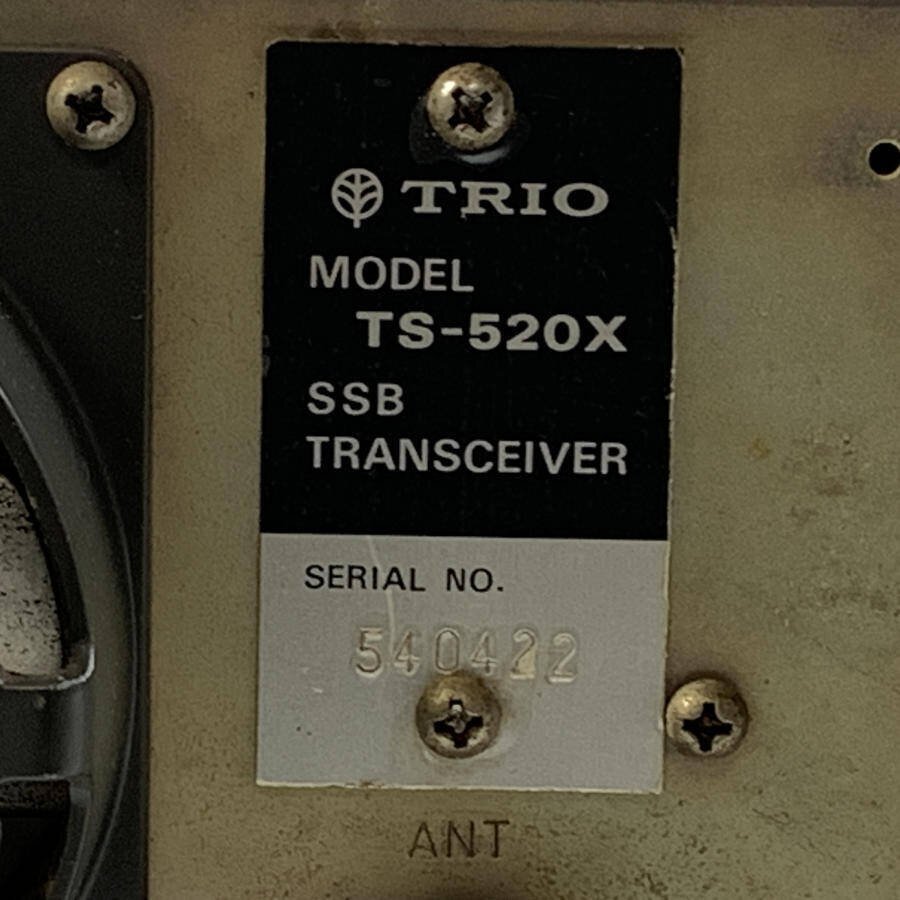 TRIO
MODEL
TS-520X
SSB
TRANSCEIVER
SERIAL NO.
540422
ANT